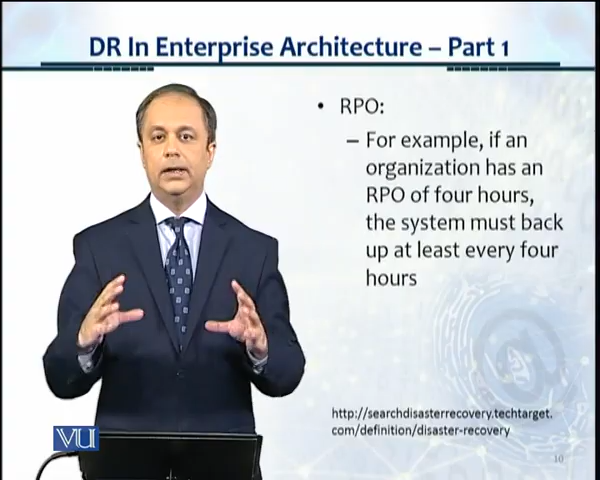 DR In Enterprise Architecture – Part 1
• RPO:
– For example, if an
organization has an
RPO of four hours,
the system must back
up at least every four
hours
http://searchdisasterrecovery.techtarget.
com/definition/disaster-recovery
VU
10